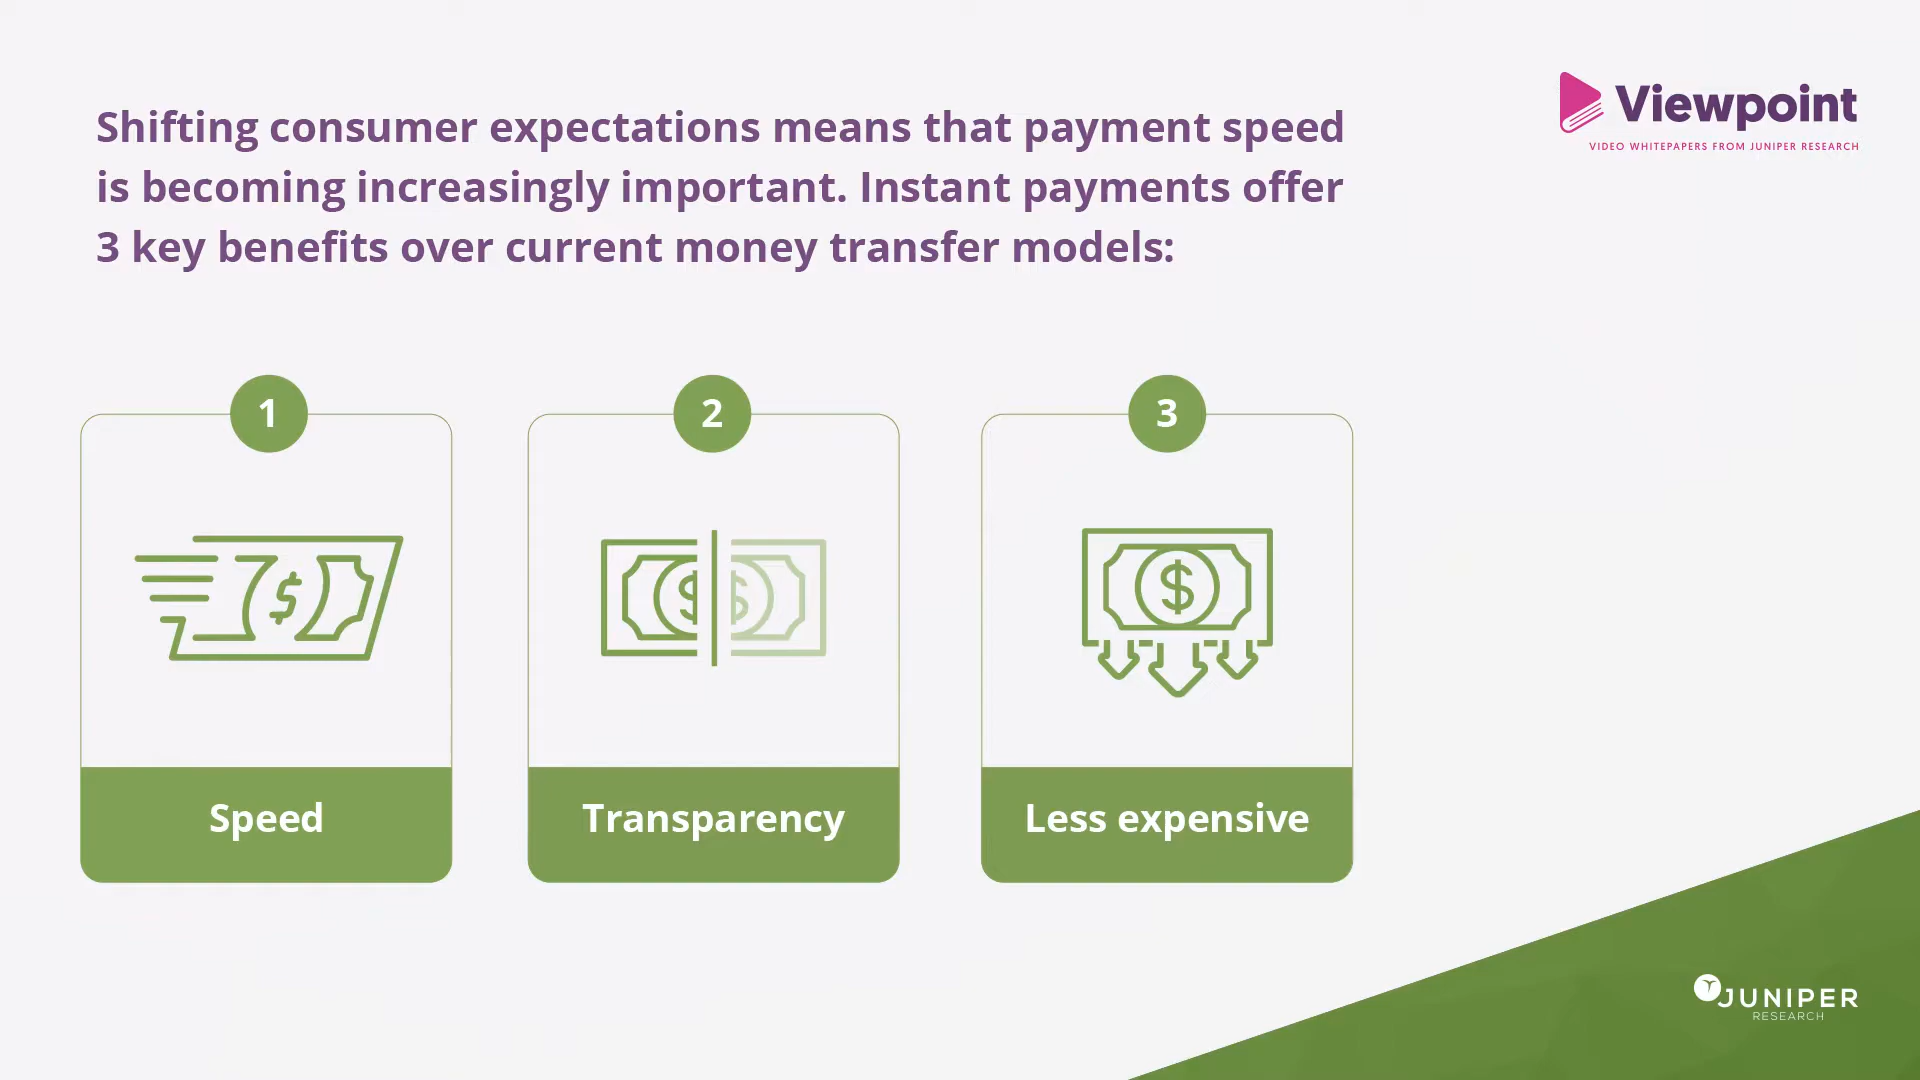 Shifting consumer expectations means that payment speed
is becoming increasingly important. Instant payments offer
3 key benefits over current money transfer models:
Viewpoint
VIDEO WHITEPAPERS FROM JUNIPER RESEARCH
1
2
3
$
$
$
Speed
Transparency
Less expensive
JUNIPER
RESEARCH